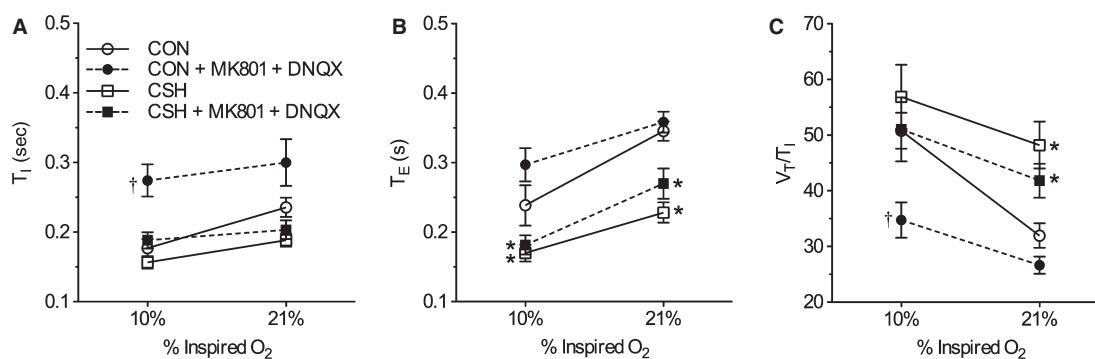 A
T_I (sec)
0.5
0.4
0.3
0.2
0.1
CON
CON + MK801 + DNQX
CSH
CSH + MK801 + DNQX
†
10%
21%
% Inspired O₂
B
T_E (s)
0.5
0.4
0.3
0.2
0.1
*
*
*
*
10%
21%
% Inspired O₂
C
V_T/T_I
70
60
50
40
30
20
*
*
†
10%
21%
% Inspired O₂